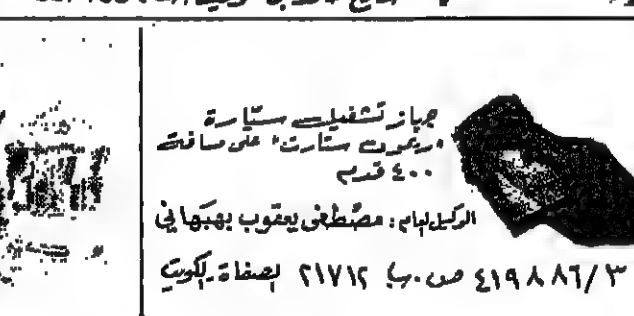 جهاز تشغيل سيارة
"ريموت ستارت" على مسافة
٤٠٠ قدم
الوكيل العام : مصطفى يعقوب بهبهاني
٤١٩٨٨٦/٣ ص.ب ٢١٧١٢ الصفاة الكويت